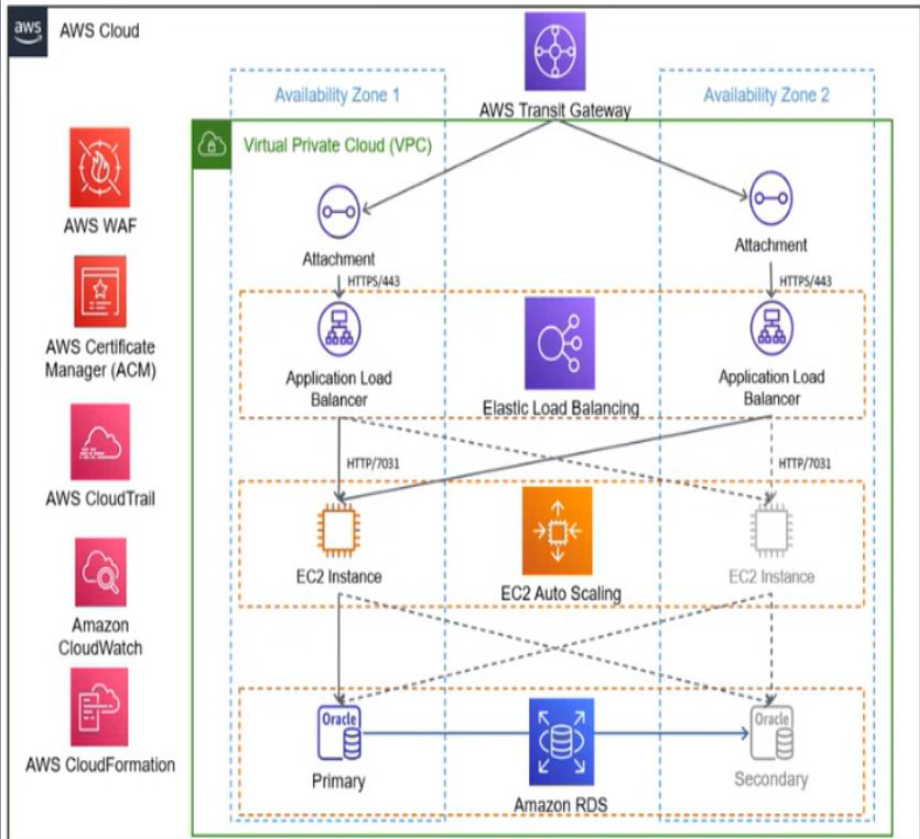 aws
AWS Cloud
AWS Transit Gateway
Availability Zone 1
Availability Zone 2
Virtual Private Cloud (VPC)
AWS WAF
AWS Certificate
Manager (ACM)
AWS CloudTrail
Amazon
CloudWatch
AWS CloudFormation
Attachment
Attachment
HTTPS/443
HTTPS/443
Application Load
Balancer
Elastic Load Balancing
Application Load
Balancer
HTTP/7031
HTTP/7031
EC2 Instance
EC2 Auto Scaling
EC2 Instance
Oracle
Primary
Amazon RDS
Oracle
Secondary